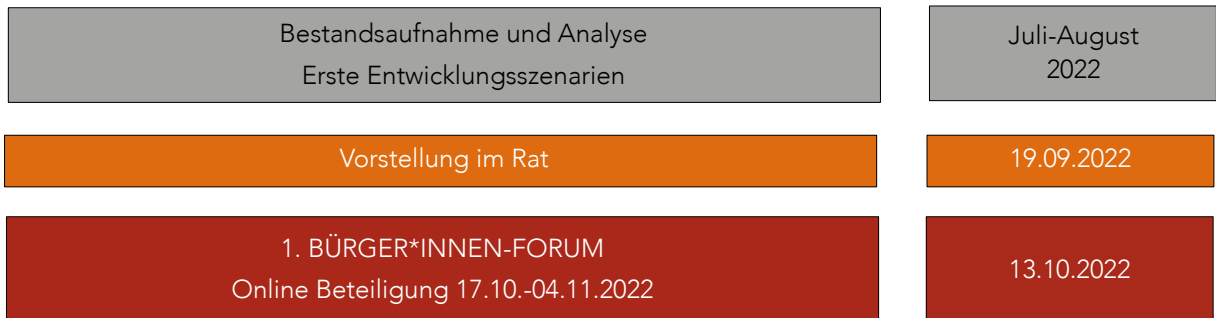 Bestandsaufnahme und Analyse
Erste Entwicklungsszenarien
Juli-August
2022
Vorstellung im Rat
19.09.2022
1. BÜRGER*INNEN-FORUM
Online Beteiligung 17.10.-04.11.2022
13.10.2022